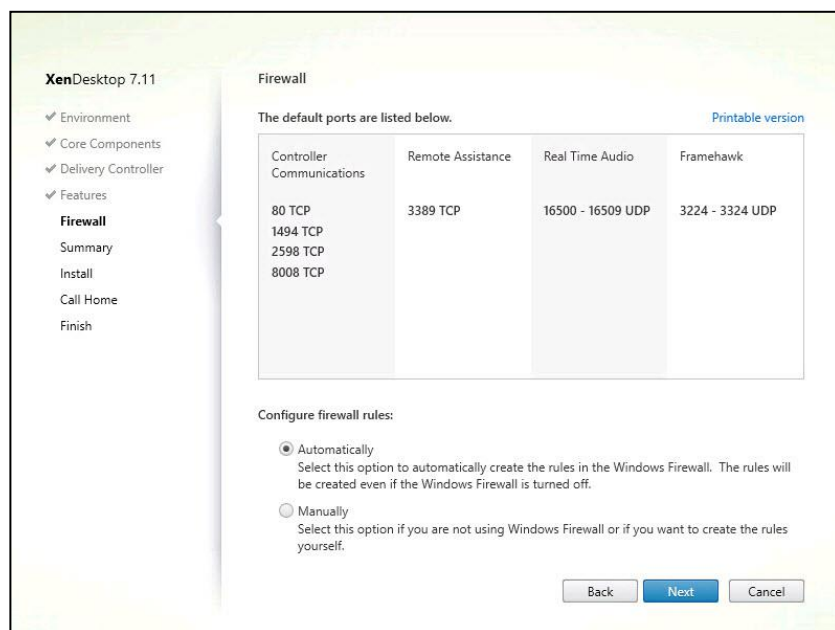 XenDesktop 7.11
Environment
Core Components
Delivery Controller
Features
Firewall
Summary
Install
Call Home
Finish
Firewall
The default ports are listed below.
Printable version
Controller
Communications
80 TCP
1494 TCP
2598 TCP
8008 TCP
Remote Assistance
3389 TCP
Real Time Audio
16500 - 16509 UDP
Framehawk
3224 - 3324 UDP
Configure firewall rules:
Automatically
Select this option to automatically create the rules in the Windows Firewall. The rules will
be created even if the Windows Firewall is turned off.
Manually
Select this option if you are not using Windows Firewall or if you want to create the rules
yourself.
Back
Next
Cancel